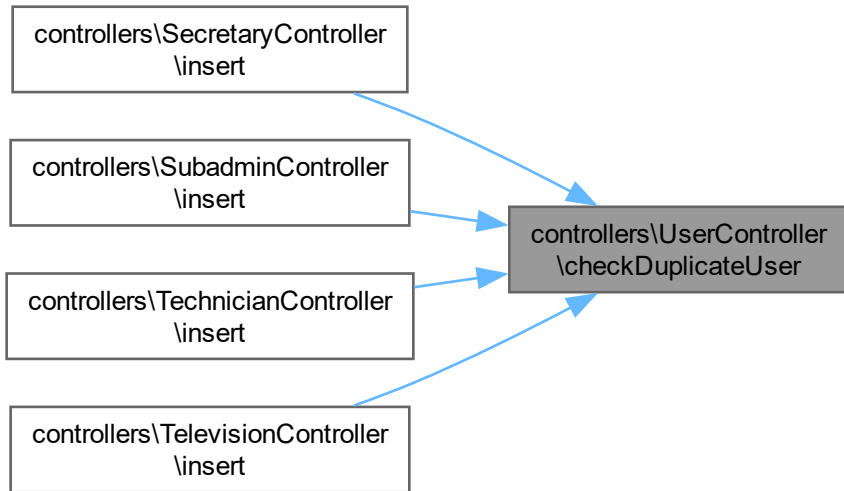 controllers\SecretaryController
\insert
controllers\SubadminController
\insert
controllers\UserController
\checkDuplicateUser
controllers\TechnicianController
\insert
controllers\TelevisionController
\insert